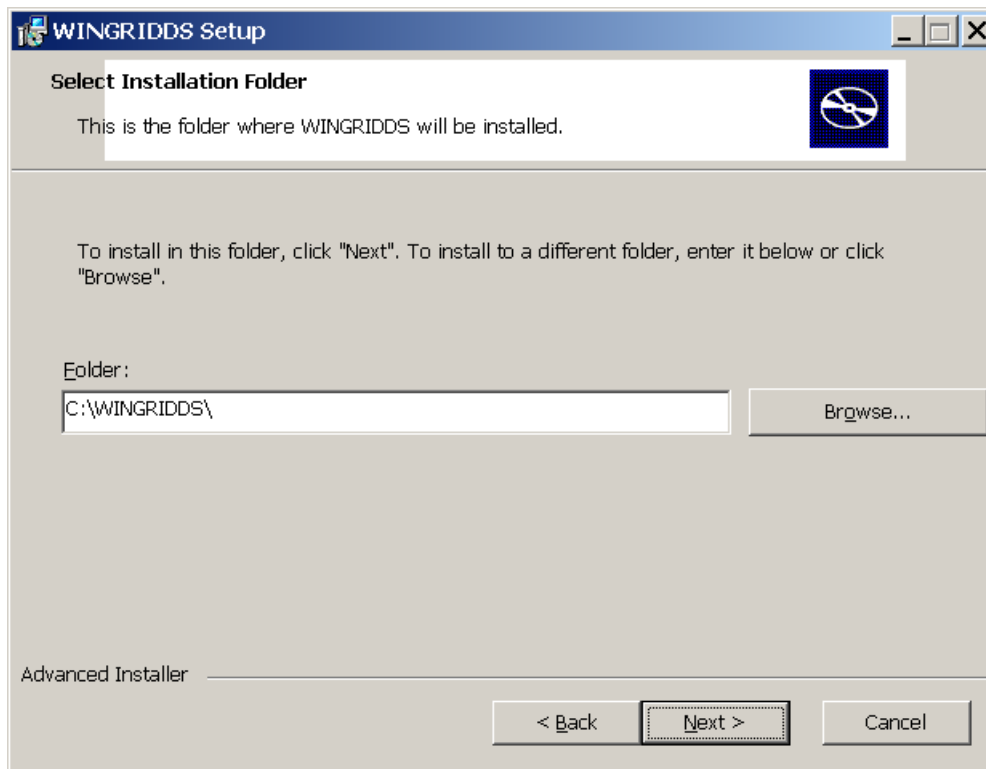 WINGRIDDS Setup
Select Installation Folder
This is the folder where WINGRIDDS will be installed.
To install in this folder, click "Next". To install to a different folder, enter it below or click
"Browse".
Folder:
C:\WINGRIDDS\
Browse...
Advanced Installer
< Back
Next >
Cancel